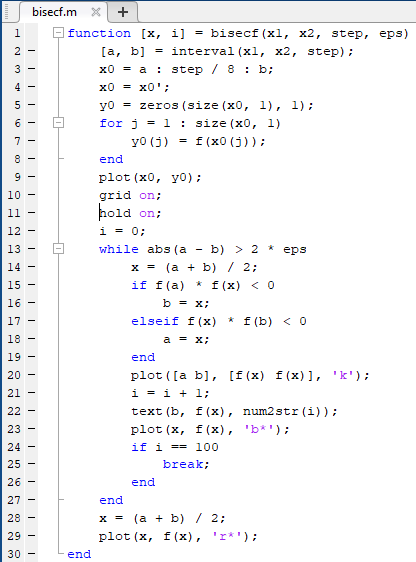 bisecf.m × +
1 function [x, i] = bisecf(x1, x2, step, eps)
2 – [a, b] = interval(x1, x2, step);
3 – x0 = a : step / 8 : b;
4 – x0 = x0';
5 – y0 = zeros(size(x0, 1), 1);
6 – for j = 1 : size(x0, 1)
7 – y0(j) = f(x0(j));
8 – end
9 – plot(x0, y0);
10 – grid on;
11 – hold on;
12 – i = 0;
13 – while abs(a - b) > 2 * eps
14 – x = (a + b) / 2;
15 – if f(a) * f(x) < 0
16 – b = x;
17 – elseif f(x) * f(b) < 0
18 – a = x;
19 – end
20 – plot([a b], [f(x) f(x)], 'k');
21 – i = i + 1;
22 – text(b, f(x), num2str(i));
23 – plot(x, f(x), 'b*');
24 – if i == 100
25 – break;
26 – end
27 – end
28 – x = (a + b) / 2;
29 – plot(x, f(x), 'r*');
30 – end